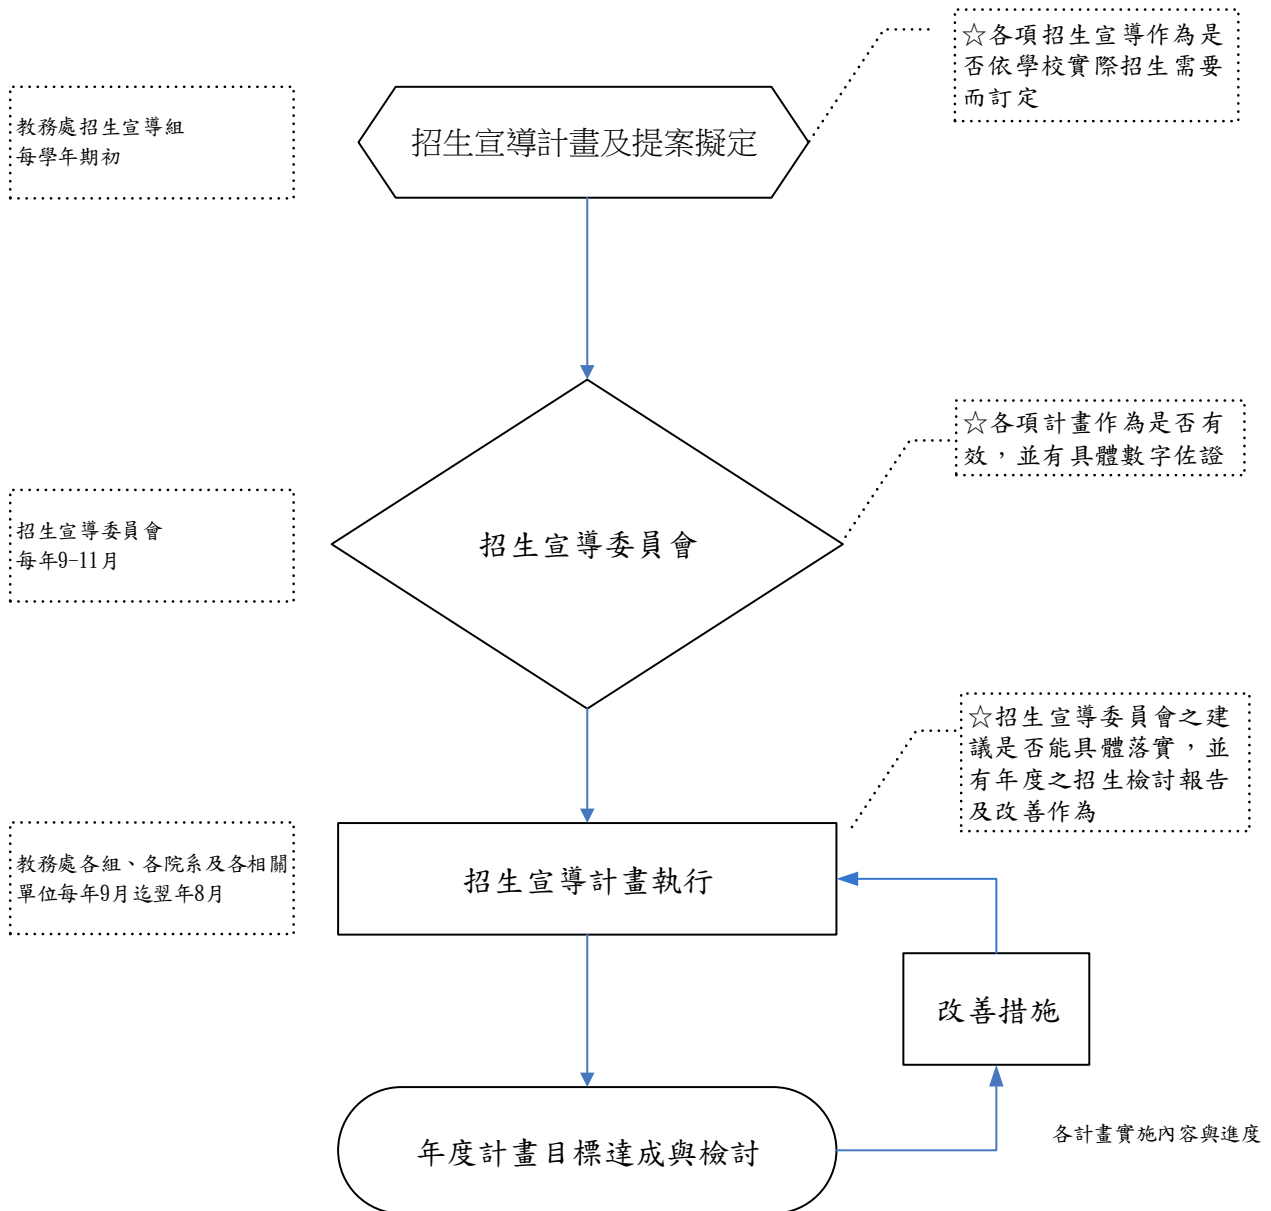 ☆各項招生宣導作為是
否依學校實際招生需要
而訂定
教務處招生宣導組
每學年期初
招生宣導計畫及提案擬定
☆各項計畫作為是否有
效，並有具體數字佐證
招生宣導委員會
每年9-11月
招生宣導委員會
☆招生宣導委員會之建
議是否能具體落實，並
有年度之招生檢討報告
及改善作為
教務處各組、各院系及各相關
單位每年9月迄翌年8月
招生宣導計畫執行
改善措施
各計畫實施內容與進度
年度計畫目標達成與檢討